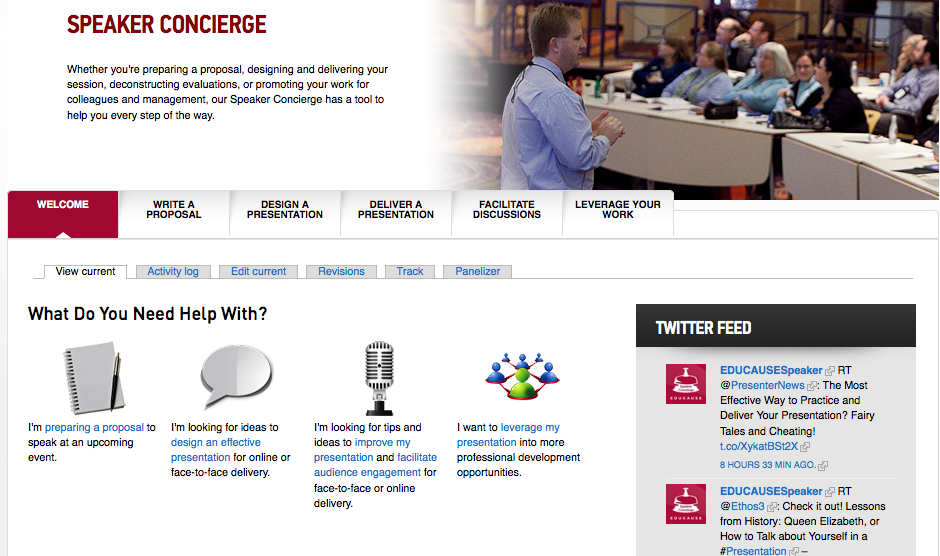 SPEAKER CONCIERGE
Whether you're preparing a proposal, designing and delivering your
session, deconstructing evaluations, or promoting your work for
colleagues and management, our Speaker Concierge has a tool to
help you every step of the way.
WELCOME
WRITE A
PROPOSAL
DESIGN A
PRESENTATION
DELIVER A
PRESENTATION
FACILITATE
DISCUSSIONS
LEVERAGE YOUR
WORK
View current
Activity log
Edit current
Revisions
Track
Panelizer
What Do You Need Help With?
I'm preparing a proposal to
speak at an upcoming
event.
I'm looking for ideas to
design an effective
presentation for online or
face-to-face delivery.
I'm looking for tips and
ideas to improve my
presentation and facilitate
audience engagement for
face-to-face or online
delivery.
I want to leverage my
presentation into more
professional development
opportunities.
TWITTER FEED
Speaker
Concierge
EDUCAUSE
EDUCAUSESpeaker RT
@PresenterNews: The Most
Effective Way to Practice and
Deliver Your Presentation? Fairy
Tales and Cheating!
t.co/XykatBSt2X
8 HOURS 33 MIN AGO.
Speaker
Concierge
EDUCAUSE
EDUCAUSESpeaker RT
@Ethos3: Check it out! Lessons
from History: Queen Elizabeth, or
How to Talk about Yourself in a
#Presentation –